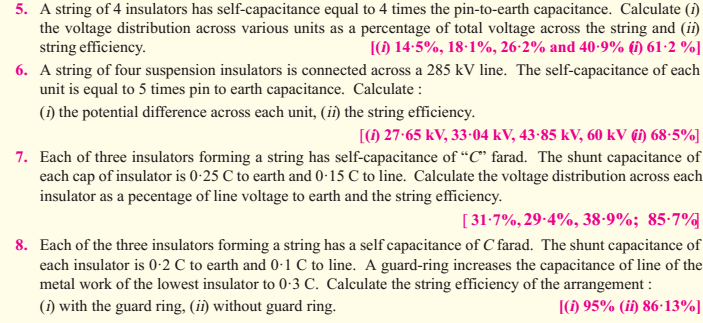 5. A string of 4 insulators has self-capacitance equal to 4 times the pin-to-earth capacitance. Calculate (i)
the voltage distribution across various units as a percentage of total voltage across the string and (ii)
string efficiency. [(i) 14·5%, 18·1%, 26·2% and 40·9% (ii) 61·2 %]
6. A string of four suspension insulators is connected across a 285 kV line. The self-capacitance of each
unit is equal to 5 times pin to earth capacitance. Calculate :
(i) the potential difference across each unit, (ii) the string efficiency.
[(i) 27·65 kV, 33·04 kV, 43·85 kV, 60 kV (ii) 68·5%]
7. Each of three insulators forming a string has self-capacitance of “C” farad. The shunt capacitance of
each cap of insulator is 0·25 C to earth and 0·15 C to line. Calculate the voltage distribution across each
insulator as a pecentage of line voltage to earth and the string efficiency.
[ 31·7%, 29·4%, 38·9%; 85·7%]
8. Each of the three insulators forming a string has a self capacitance of C farad. The shunt capacitance of
each insulator is 0·2 C to earth and 0·1 C to line. A guard-ring increases the capacitance of line of the
metal work of the lowest insulator to 0·3 C. Calculate the string efficiency of the arrangement :
(i) with the guard ring, (ii) without guard ring. [(i) 95% (ii) 86·13%]